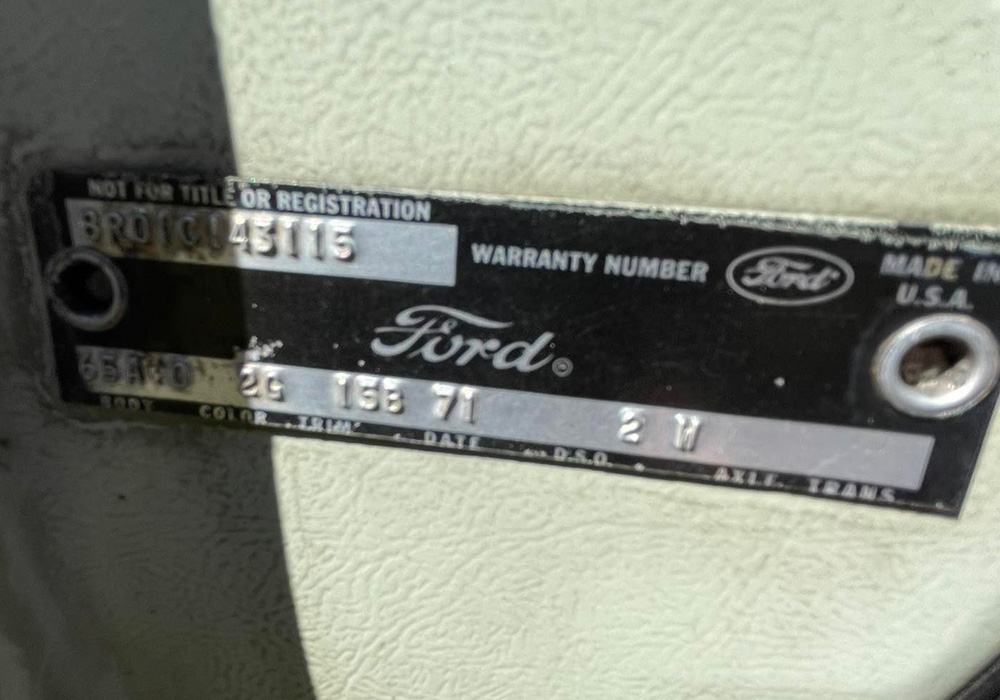 NOT FOR TITLE OR REGISTRATION
8R01C143115
WARRANTY NUMBER
Ford
MADE IN
U.S.A.
Ford
2G 15B 71 2 W
BODY COLOR TRIM DATE D.S.O. AXLE TRANS